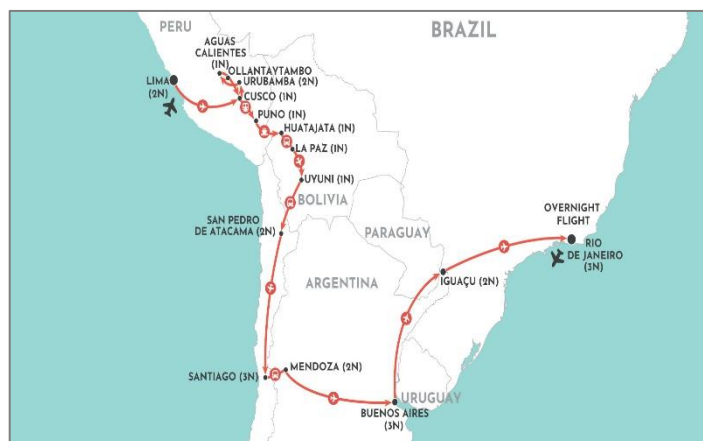 PERU
BRAZIL
AGUAS
CALIENTES
(1N)
OLLANTAYTAMBO
URUBAMBA (2N)
LIMA
(2N)
CUSCO (1N)
PUNO (1N)
HUATAJATA (1N)
LA PAZ (1N)
UYUNI (1N)
BOLIVIA
SAN PEDRO
DE ATACAMA (2N)
PARAGUAY
OVERNIGHT
FLIGHT
RIO
DE JANEIRO
(3N)
IGUAÇU (2N)
ARGENTINA
SANTIAGO (3N)
MENDOZA (2N)
URUGUAY
BUENOS AIRES
(3N)